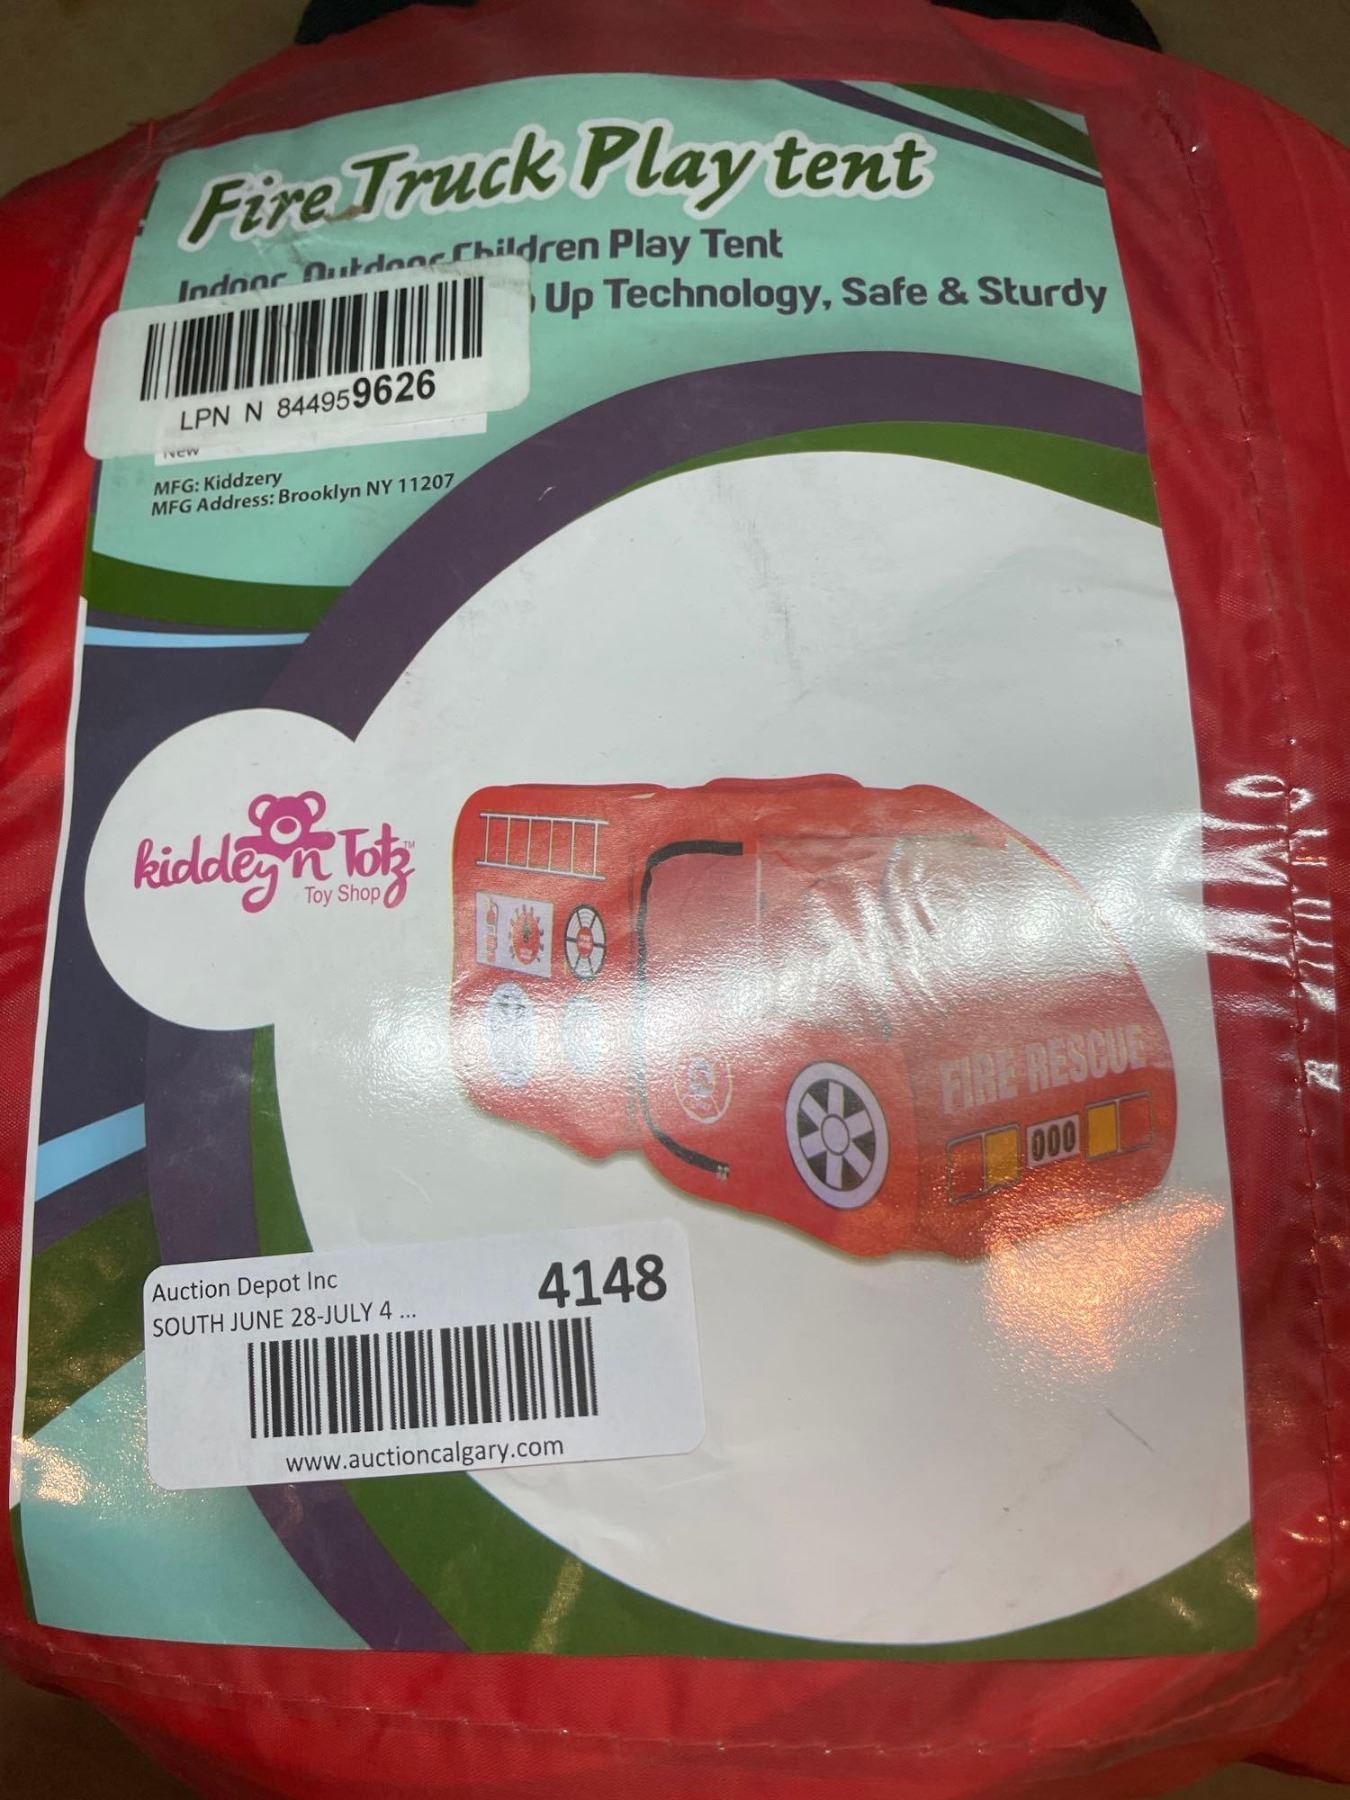 Fire Truck Play tent
Indoor Outdoor Children Play Tent
Up Technology, Safe & Sturdy
LPN N 844959626
New
MFG: Kiddzery
MFG Address: Brooklyn NY 11207
kiddey n Totz™
Toy Shop
FIRE RESCUE
000
Auction Depot Inc
4148
SOUTH JUNE 28-JULY 4 ...
www.auctioncalgary.com